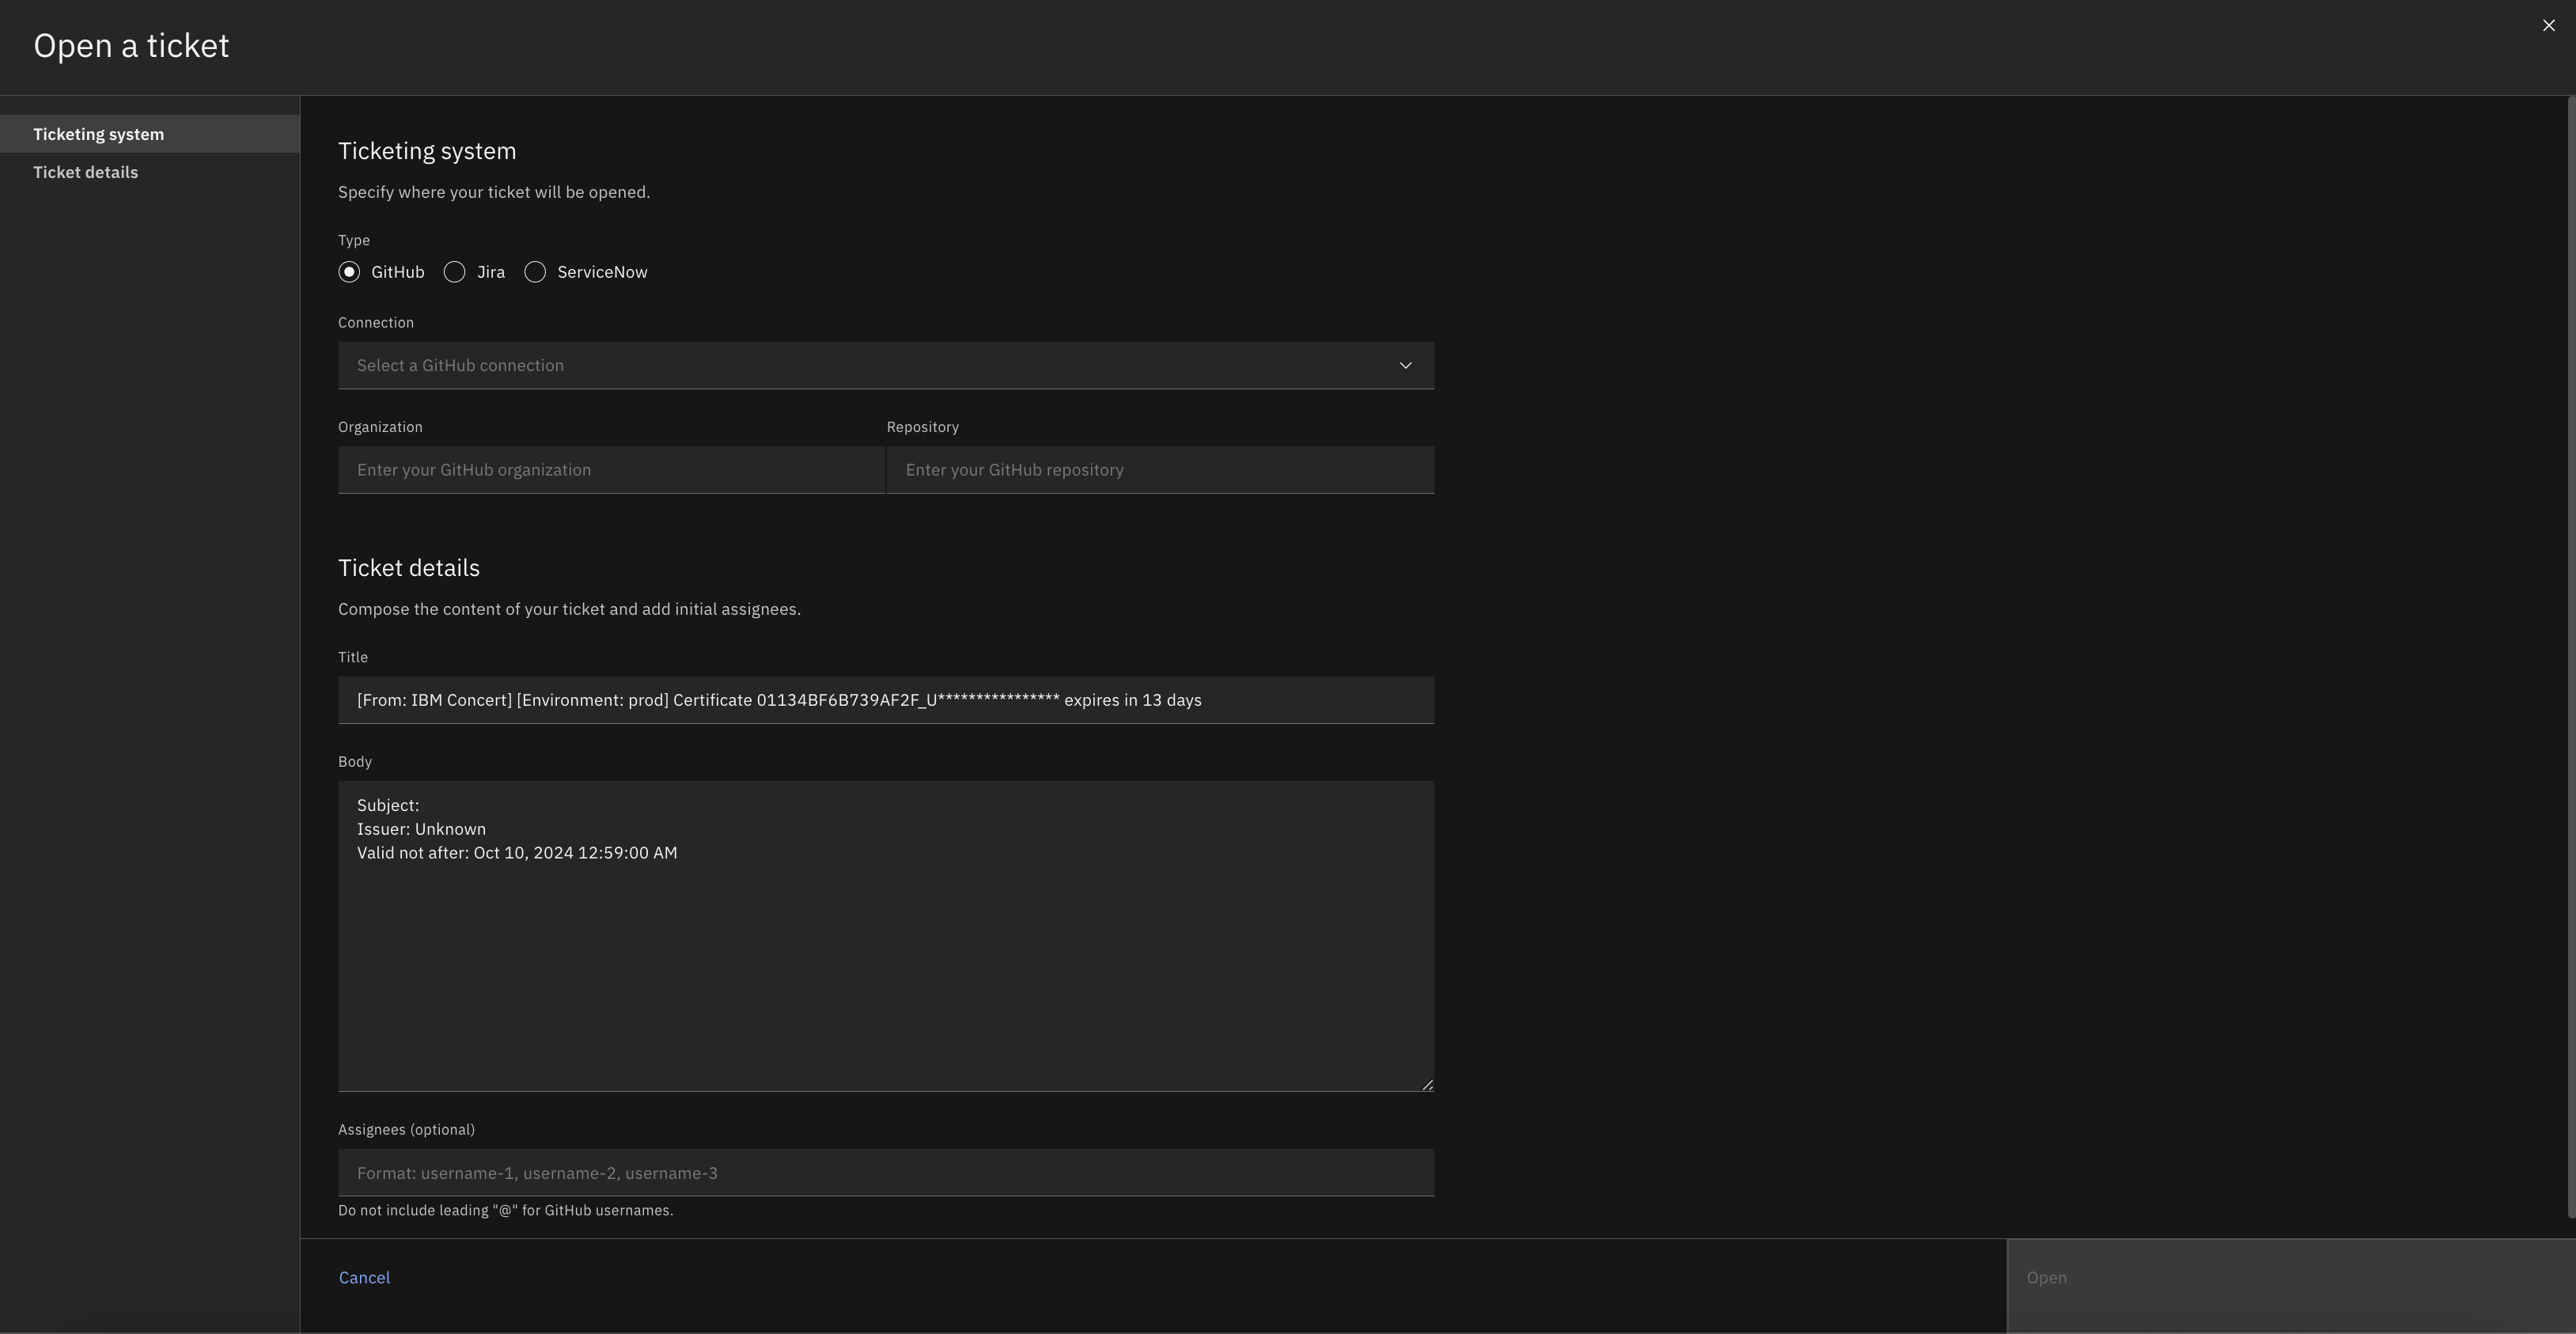 Open a ticket
Ticketing system
Ticket details
Ticketing system
Specify where your ticket will be opened.
Type
GitHub Jira ServiceNow
Connection
Select a GitHub connection
Organization Repository
Enter your GitHub organization Enter your GitHub repository
Ticket details
Compose the content of your ticket and add initial assignees.
Title
[From: IBM Concert] [Environment: prod] Certificate 01134BF6B739AF2F_U**************** expires in 13 days
Body
Subject:
Issuer: Unknown
Valid not after: Oct 10, 2024 12:59:00 AM
Assignees (optional)
Format: username-1, username-2, username-3
Do not include leading "@" for GitHub usernames.
Cancel Open